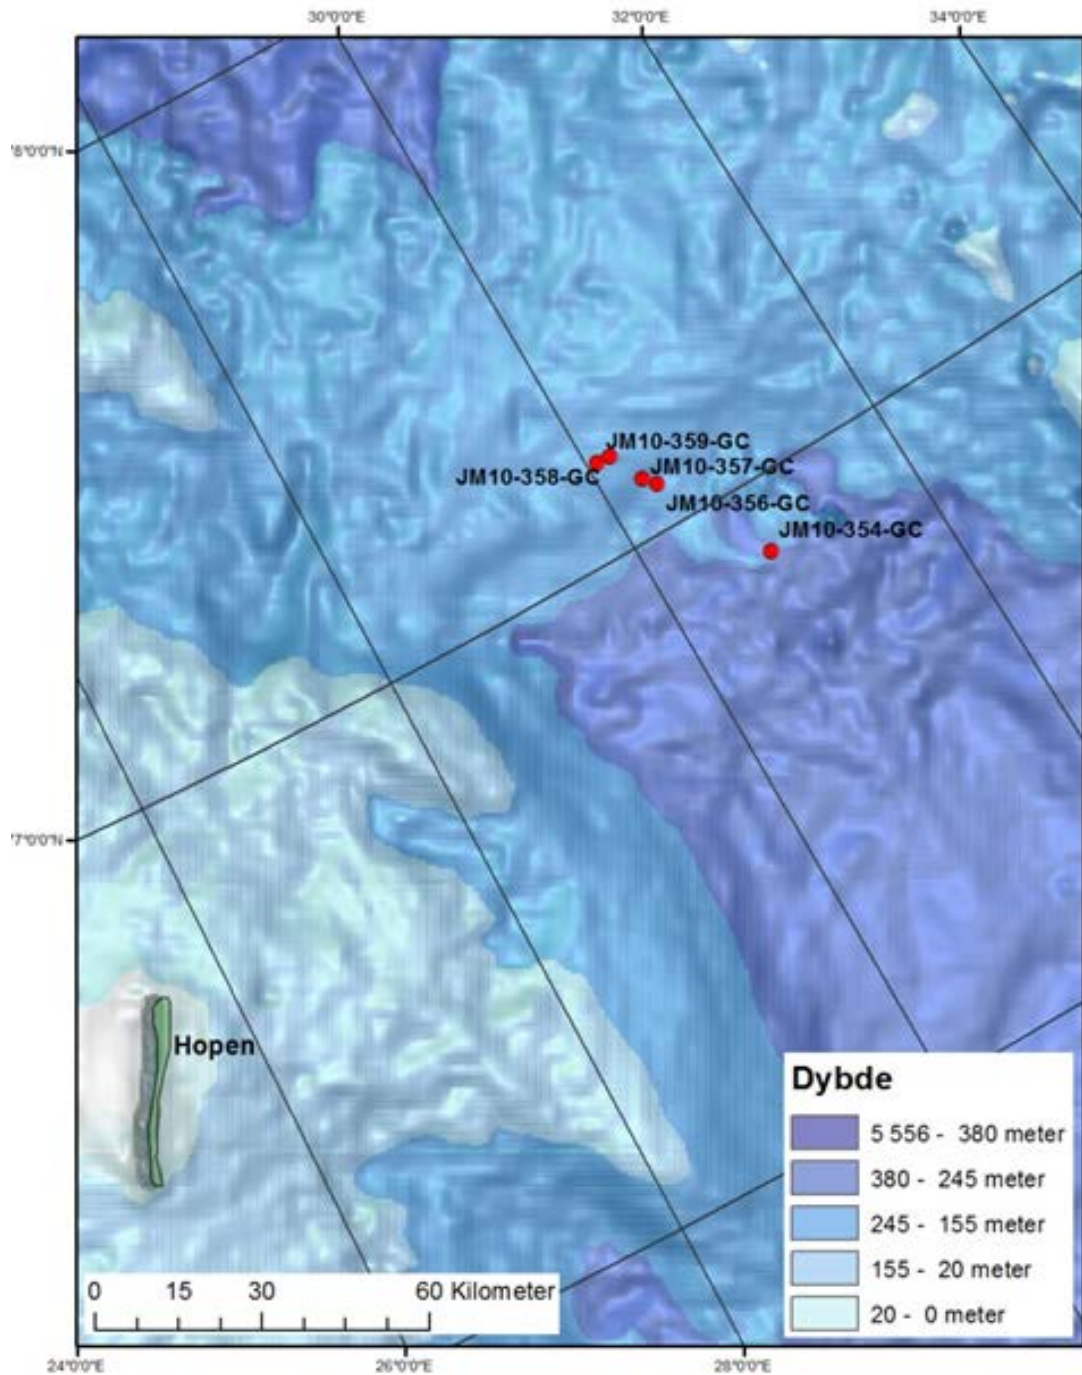 30°0'0"E
32°0'0"E
34°0'0"E
'8°0'0"N
JM10-359-GC
JM10-358-GC
JM10-357-GC
JM10-356-GC
JM10-354-GC
'7°0'0"N
Hopen
Dybde
5 556 - 380 meter
380 - 245 meter
245 - 155 meter
155 - 20 meter
20 - 0 meter
0 15 30 60 Kilometer
24°0'0"E
26°0'0"E
28°0'0"E